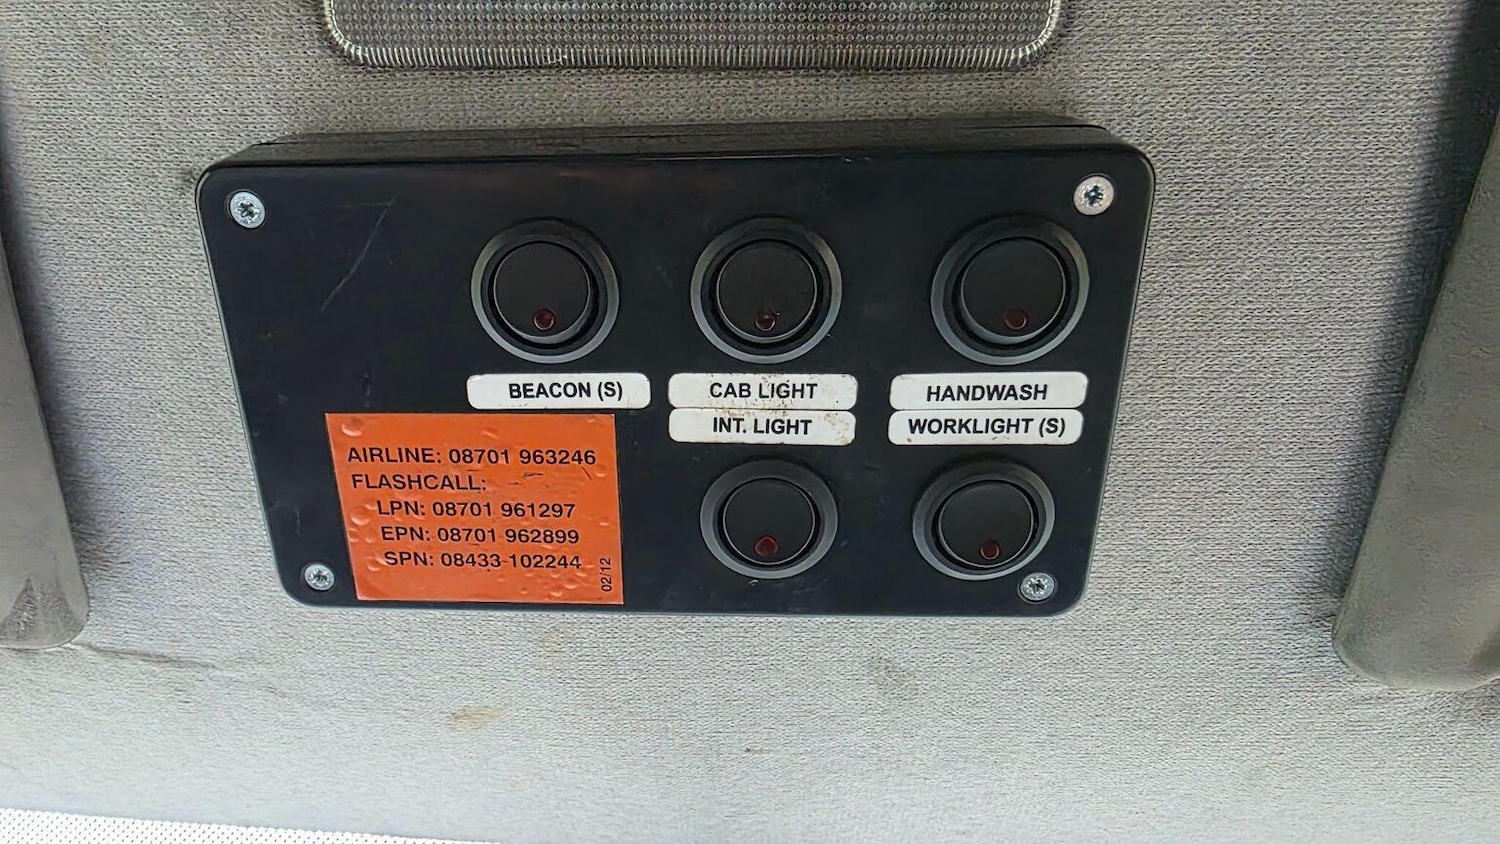 BEACON (S)
CAB LIGHT
HANDWASH
INT. LIGHT
WORKLIGHT (S)
AIRLINE: 08701 963246
FLASHCALL:
LPN: 08701 961297
EPN: 08701 962899
SPN: 08433-102244
02/12